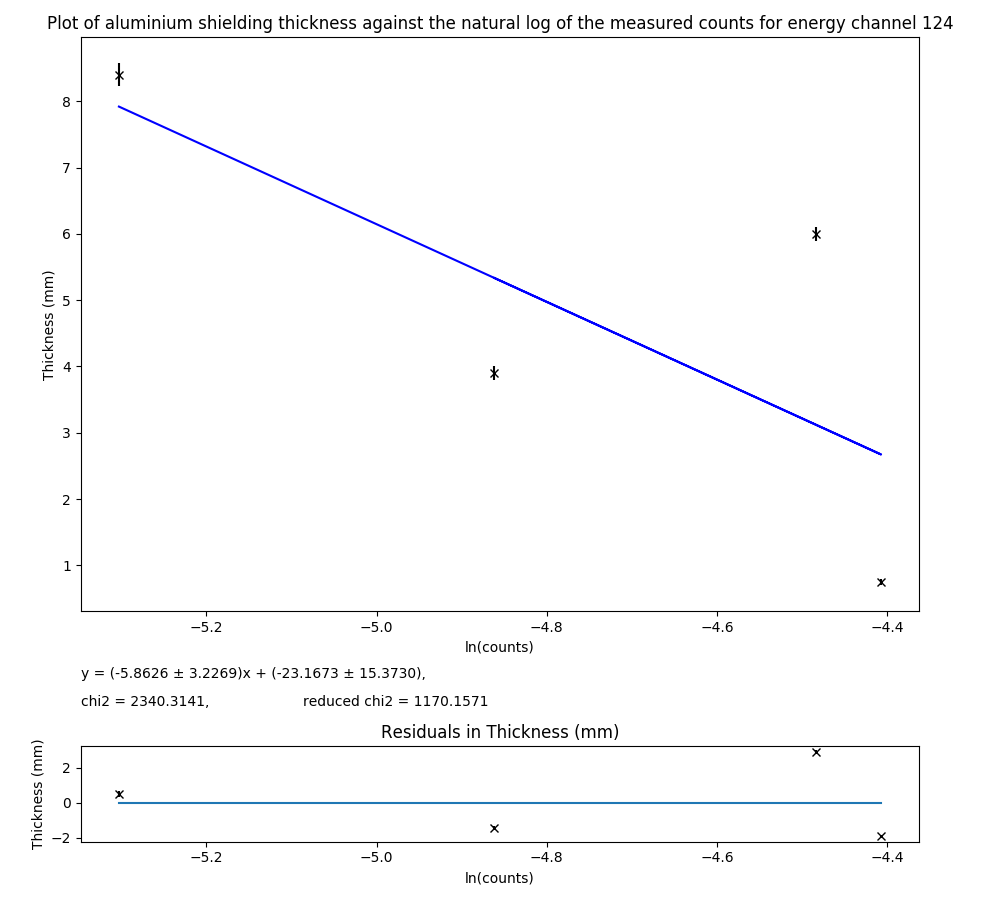 Plot of aluminium shielding thickness against the natural log of the measured counts for energy channel 124
8
7
6
5
4
3
2
1
Thickness (mm)
−5.2 −5.0 −4.8 −4.6 −4.4
ln(counts)
y = (-5.8626 ± 3.2269)x + (-23.1673 ± 15.3730),
chi2 = 2340.3141, reduced chi2 = 1170.1571
Residuals in Thickness (mm)
2
0
−2
Thickness (mm)
−5.2 −5.0 −4.8 −4.6 −4.4
ln(counts)